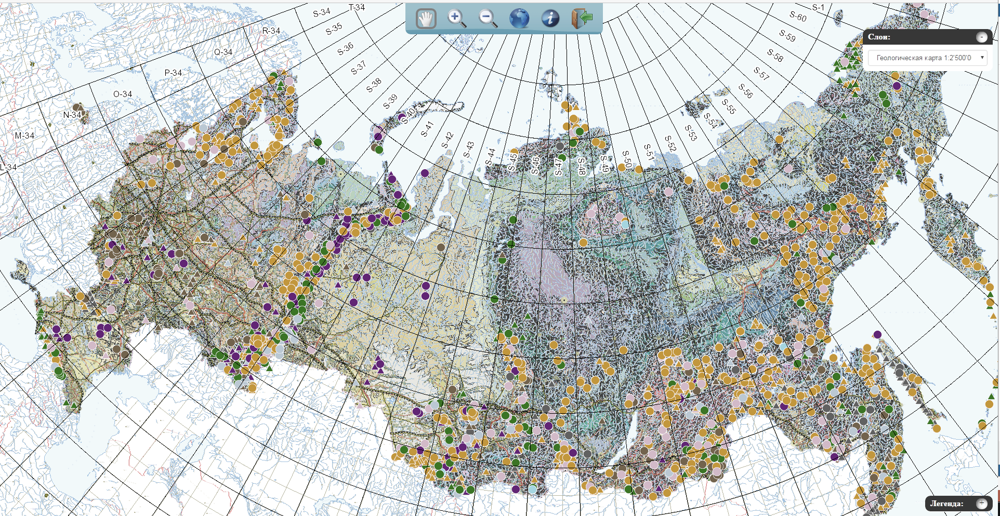 S-34
T-34
S-1
S-35
S-60
R-34
S-59
Слои:
-
S-36
Q-34
S-58
Геологическая карта 1:2'500'0
S-37
P-34
S-57
S-38
S-56
O-34
S-39
S-55
N-34
S-40
S-54
S-41
S-53
M-34
S-42
S-52
S-43
S-51
S-44
S-50
S-45
S-46
S-47
S-48
S-49
L-34
Легенда:
+